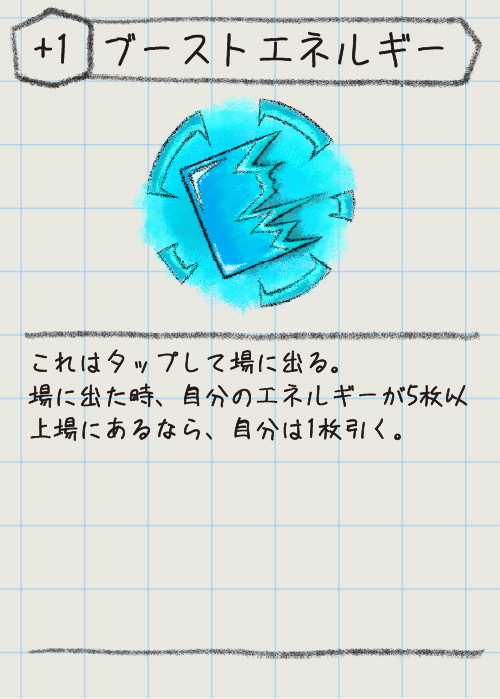 +1 ブーストエネルギー
これはタップして場に出る。
場に出た時、自分のエネルギーが5枚以
上場にあるなら、自分は1枚引く。